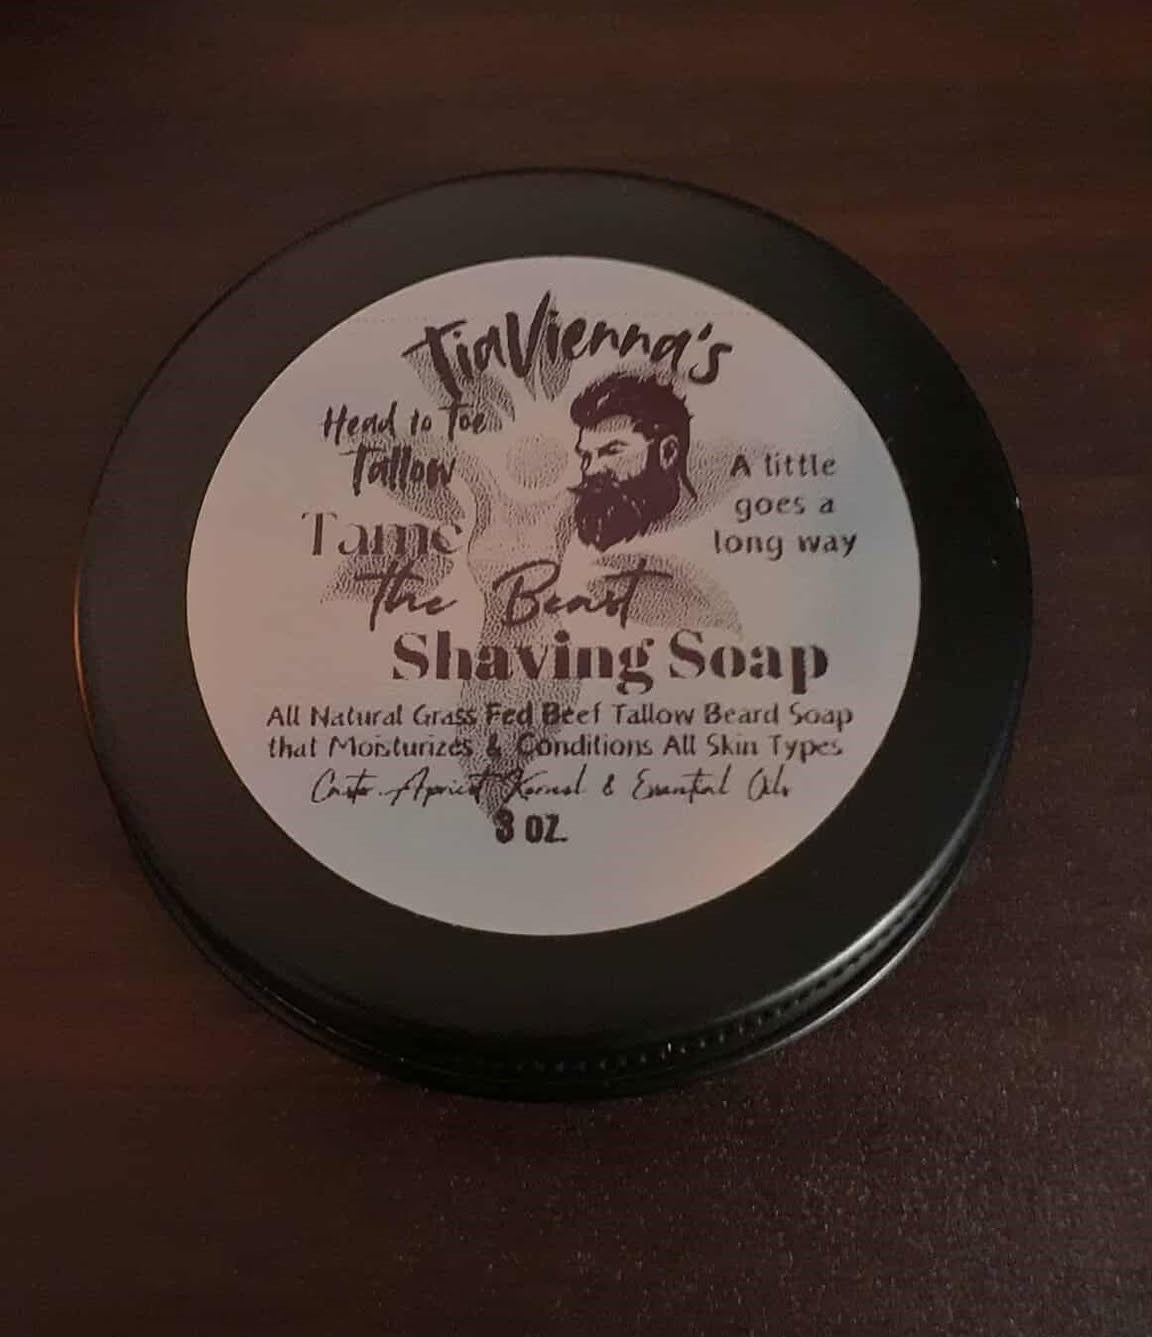 TiaVienna's
Head to Toe
Tallow
A little
goes a
long way
Tame
the Beast
Shaving Soap
All Natural Grass Fed Beef Tallow Beard Soap
that Moisturizes & Conditions All Skin Types
Castor, Apricot Kernel & Essential Oils
3 OZ.